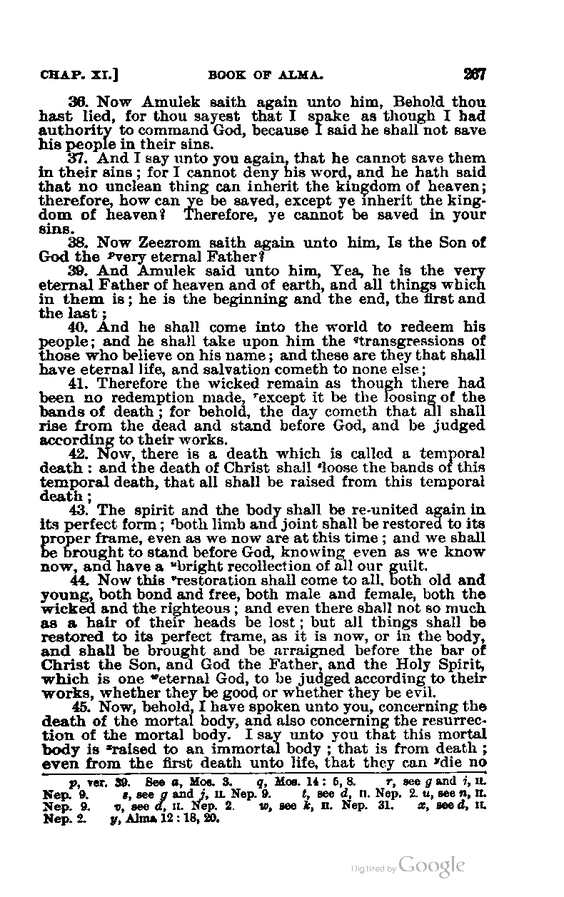 CHAP. XI.] BOOK OF ALMA. 267
36. Now Amulek saith again unto him, Behold thou
hast lied, for thou sayest that I spake as though I had
authority to command God, because I said he shall not save
his people in their sins.
37. And I say unto you again, that he cannot save them
in their sins; for I cannot deny his word, and he hath said
that no unclean thing can inherit the kingdom of heaven;
therefore, how can ye be saved, except ye inherit the king-
dom of heaven? Therefore, ye cannot be saved in your
sins.
38. Now Zeezrom saith again unto him, Is the Son of
God the ᵖvery eternal Father?
39. And Amulek said unto him, Yea, he is the very
eternal Father of heaven and of earth, and all things which
in them is; he is the beginning and the end, the first and
the last;
40. And he shall come into the world to redeem his
people; and he shall take upon him the qtransgressions of
those who believe on his name; and these are they that shall
have eternal life, and salvation cometh to none else;
41. Therefore the wicked remain as though there had
been no redemption made, ʳexcept it be the loosing of the
bands of death; for behold, the day cometh that all shall
rise from the dead and stand before God, and be judged
according to their works.
42. Now, there is a death which is called a temporal
death: and the death of Christ shall ˢloose the bands of this
temporal death, that all shall be raised from this temporal
death;
43. The spirit and the body shall be re-united again in
its perfect form; ᵗboth limb and joint shall be restored to its
proper frame, even as we now are at this time; and we shall
be brought to stand before God, knowing even as we know
now, and have a ᵘbright recollection of all our guilt.
44. Now this ᵛrestoration shall come to all, both old and
young, both bond and free, both male and female, both the
wicked and the righteous; and even there shall not so much
as a hair of their heads be lost; but all things shall be
restored to its perfect frame, as it is now, or in the body,
and shall be brought and be arraigned before the bar of
Christ the Son, and God the Father, and the Holy Spirit,
which is one ʷeternal God, to be judged according to their
works, whether they be good or whether they be evil.
45. Now, behold, I have spoken unto you, concerning the
death of the mortal body, and also concerning the resurrec-
tion of the mortal body. I say unto you that this mortal
body is ˣraised to an immortal body; that is from death;
even from the first death unto life, that they can ʸdie no
p, ver. 39. See a, Mos. 3. q, Mos. 14: 5, 8. r, see g and i, II.
Nep. 9. s, see g and j, II. Nep. 9. t, see d, II. Nep. 2. u, see n, II.
Nep. 9. v, see d, II. Nep. 2. w, see k, II. Nep. 31. x, see d, II.
Nep. 2. y, Alma 12: 18, 20.
Digitized by Google